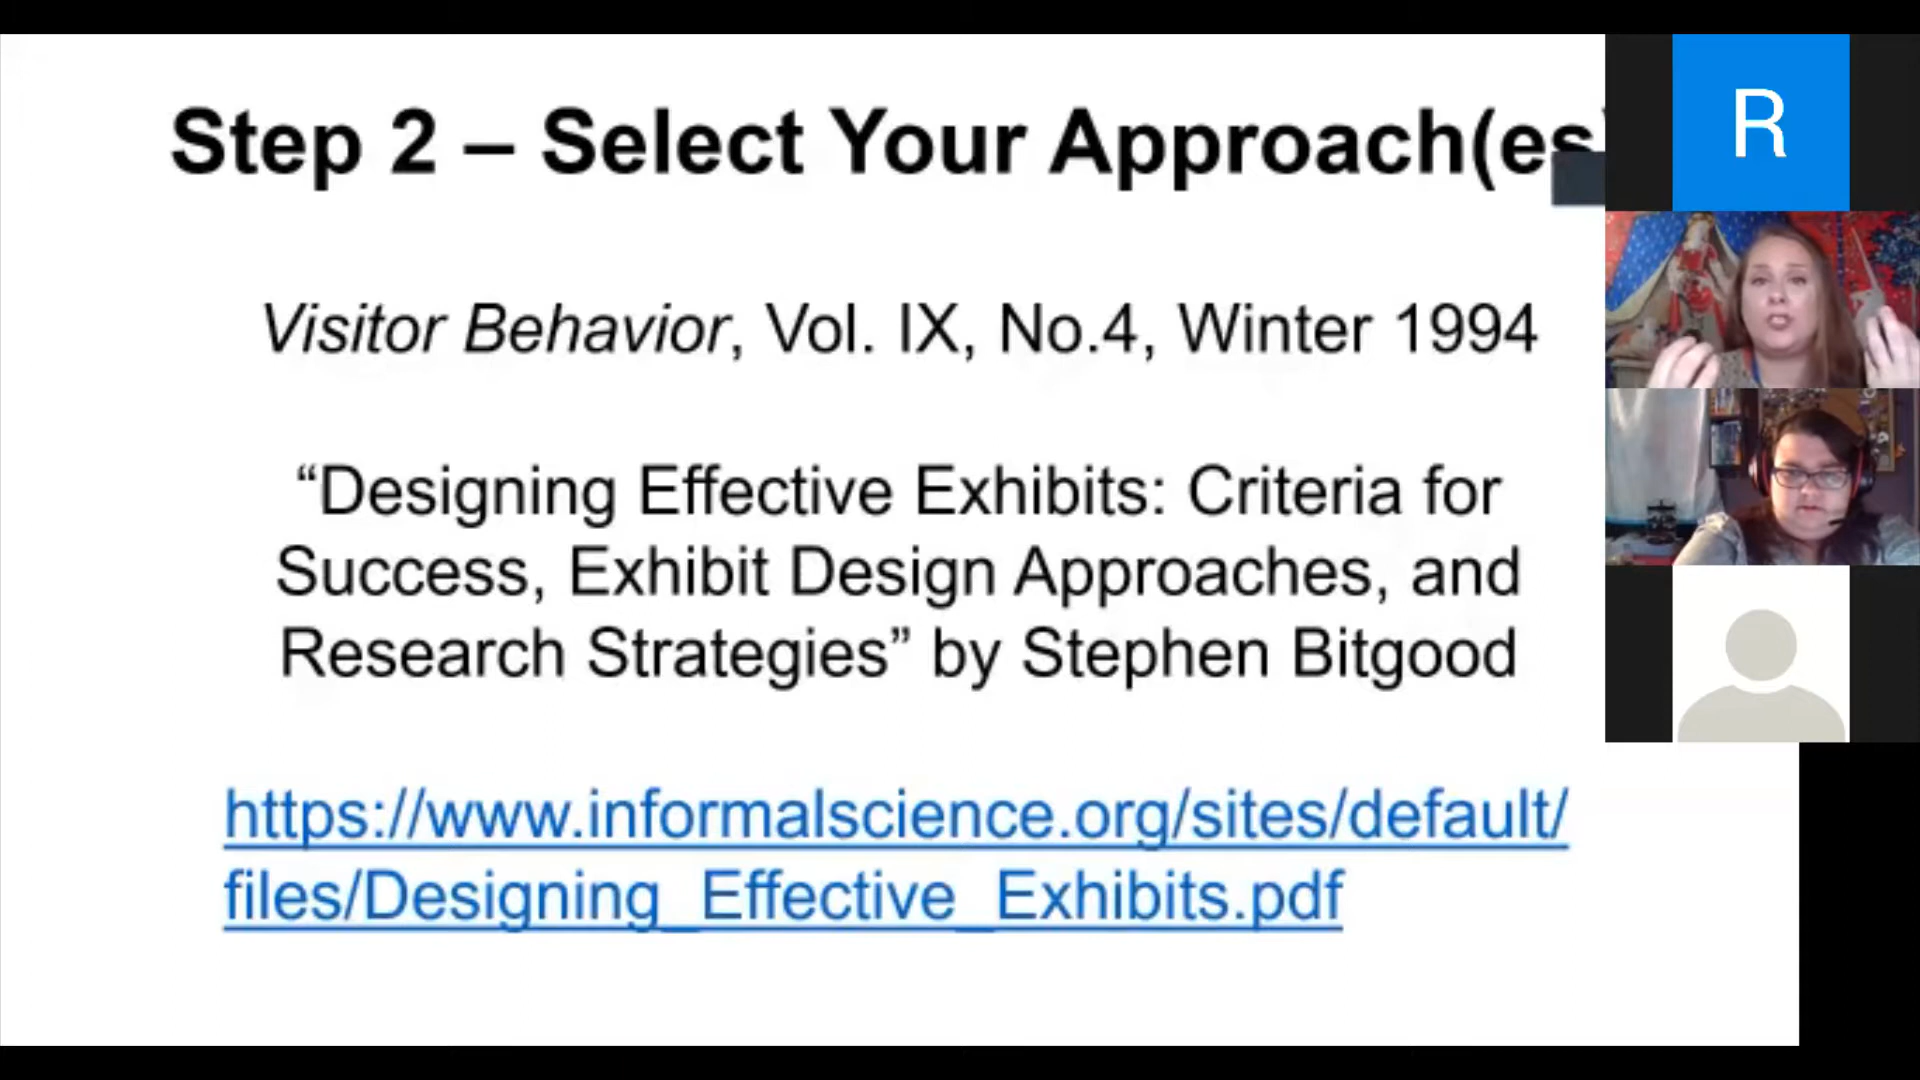 Step 2 – Select Your Approach(es)
Visitor Behavior, Vol. IX, No.4, Winter 1994
“Designing Effective Exhibits: Criteria for
Success, Exhibit Design Approaches, and
Research Strategies” by Stephen Bitgood
https://www.informalscience.org/sites/default/
files/Designing_Effective_Exhibits.pdf
R